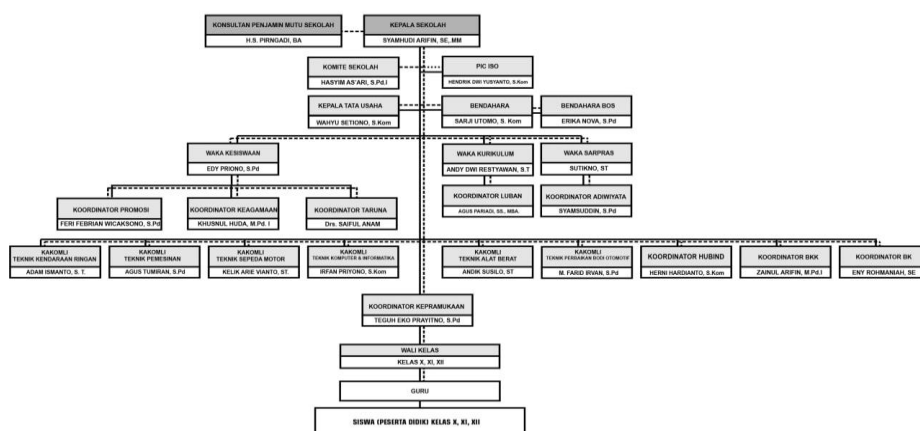 KONSULTAN PENJAMIN MUTU SEKOLAH
H.S. PIRNGADI, BA
KEPALA SEKOLAH
SYAMHUDI ARIFIN, SE, MM
KOMITE SEKOLAH
HASYIM AS'ARI, S.Pd.I
PIC ISO
HENDRIK DWI YUSYANTO, S.Kom
KEPALA TATA USAHA
WAHYU SETIONO, S.Kom
BENDAHARA
SARJI UTOMO, S. Kom
BENDAHARA BOS
ERIKA NOVA, S.Pd
WAKA KESISWAAN
EDY PRIONO, S.Pd
WAKA KURIKULUM
ANDY DWI RESTYAWAN, S.T
WAKA SARPRAS
SUTIKNO, ST
KOORDINATOR PROMOSI
FERI FEBRIAN WICAKSONO, S.Pd
KOORDINATOR KEAGAMAAN
KHUSNUL HUDA, M.Pd. I
KOORDINATOR TARUNA
Drs. SAIFUL ANAM
KOORDINATOR LUBAN
AGUS PARIADI, SS., MBA.
KOORDINATOR ADIWIYATA
SYAMSUDDIN, S.Pd
KAKOMLI
TEKNIK KENDARAAN RINGAN
ADAM ISMANTO, S. T.
KAKOMLI
TEKNIK PEMESINAN
AGUS TUMIRAN, S.Pd
KAKOMLI
TEKNIK SEPEDA MOTOR
KELIK ARIE VIANTO, ST.
KAKOMLI
TEKNIK KOMPUTER & INFORMATIKA
IRFAN PRIYONO, S.Kom
KAKOMLI
TEKNIK ALAT BERAT
ANDIK SUSILO, ST
KAKOMLI
TEKNIK PERBAIKAN BODI OTOMOTIF
M. FARID IRVAN, S.Pd
KOORDINATOR HUBIND
HERNI HARDIANTO, S.Kom
KOORDINATOR BKK
ZAINUL ARIFIN, M.Pd.I
KOORDINATOR BK
ENY ROHMANIAH, SE
KOORDINATOR KEPRAMUKAAN
TEGUH EKO PRAYITNO, S.Pd
WALI KELAS
KELAS X, XI, XII
GURU
SISWA (PESERTA DIDIK) KELAS X, XI, XII